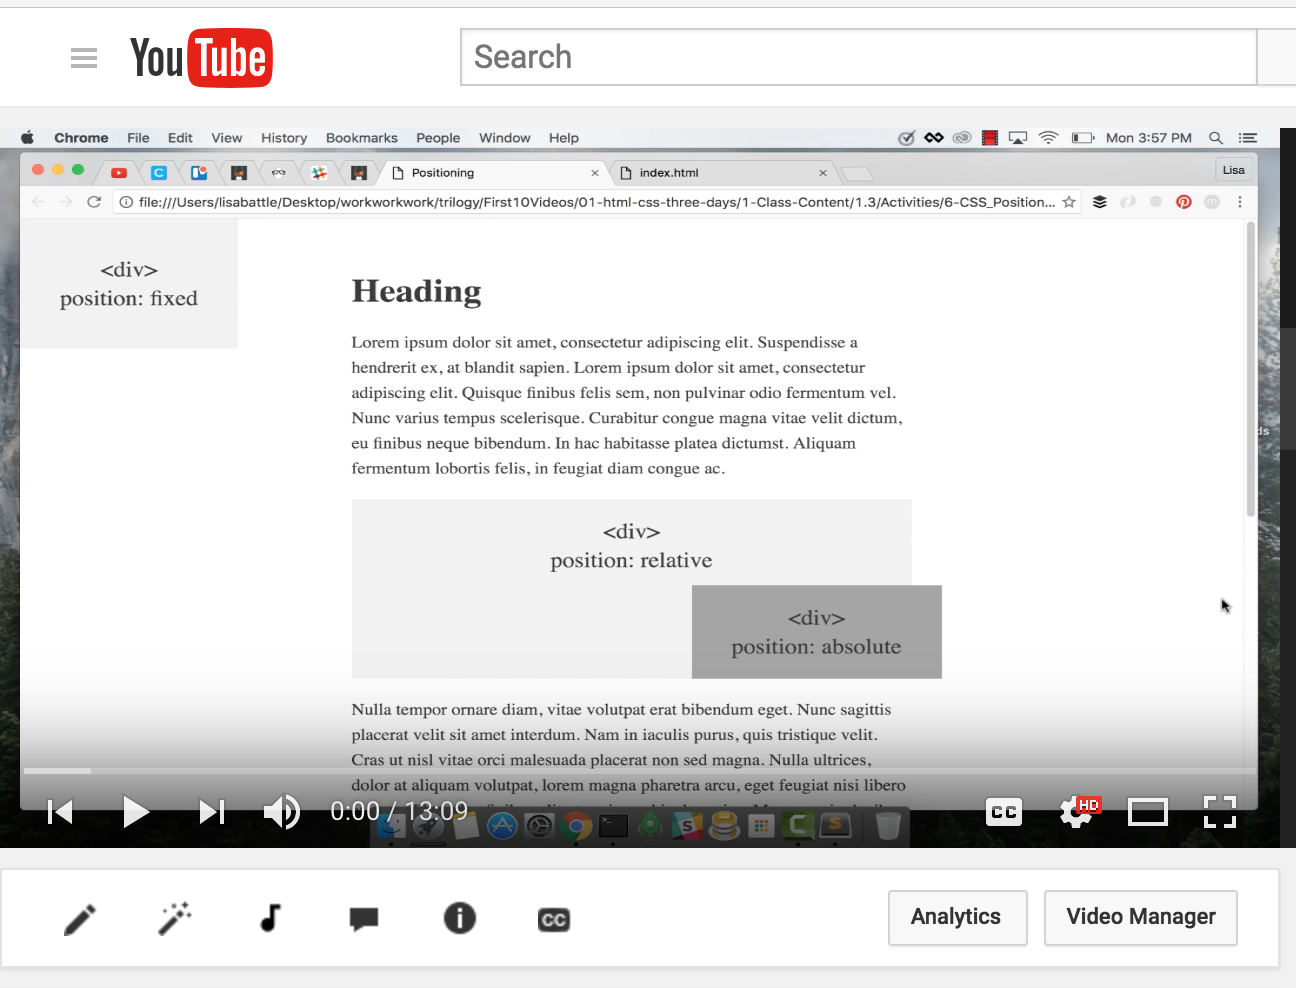 YouTube
Search
Chrome File Edit View History Bookmarks People Window Help
Mon 3:57 PM
Positioning
index.html
Lisa
file:///Users/lisabattle/Desktop/workworkwork/trilogy/First10Videos/01-html-css-three-days/1-Class-Content/1.3/Activities/6-CSS_Position...
<div>
position: fixed
Heading
Lorem ipsum dolor sit amet, consectetur adipiscing elit. Suspendisse a
hendrerit ex, at blandit sapien. Lorem ipsum dolor sit amet, consectetur
adipiscing elit. Quisque finibus felis sem, non pulvinar odio fermentum vel.
Nunc varius tempus scelerisque. Curabitur congue magna vitae velit dictum,
eu finibus neque bibendum. In hac habitasse platea dictumst. Aliquam
fermentum lobortis felis, in feugiat diam congue ac.
<div>
position: relative
<div>
position: absolute
Nulla tempor ornare diam, vitae volutpat erat bibendum eget. Nunc sagittis
placerat velit sit amet interdum. Nam in iaculis purus, quis tristique velit.
Cras ut nisl vitae orci malesuada placerat non sed magna. Nulla ultrices,
dolor at aliquam volutpat, lorem magna pharetra arcu, eget feugiat nisi libero
0:00 / 13:09
CC
HD
CC
Analytics
Video Manager